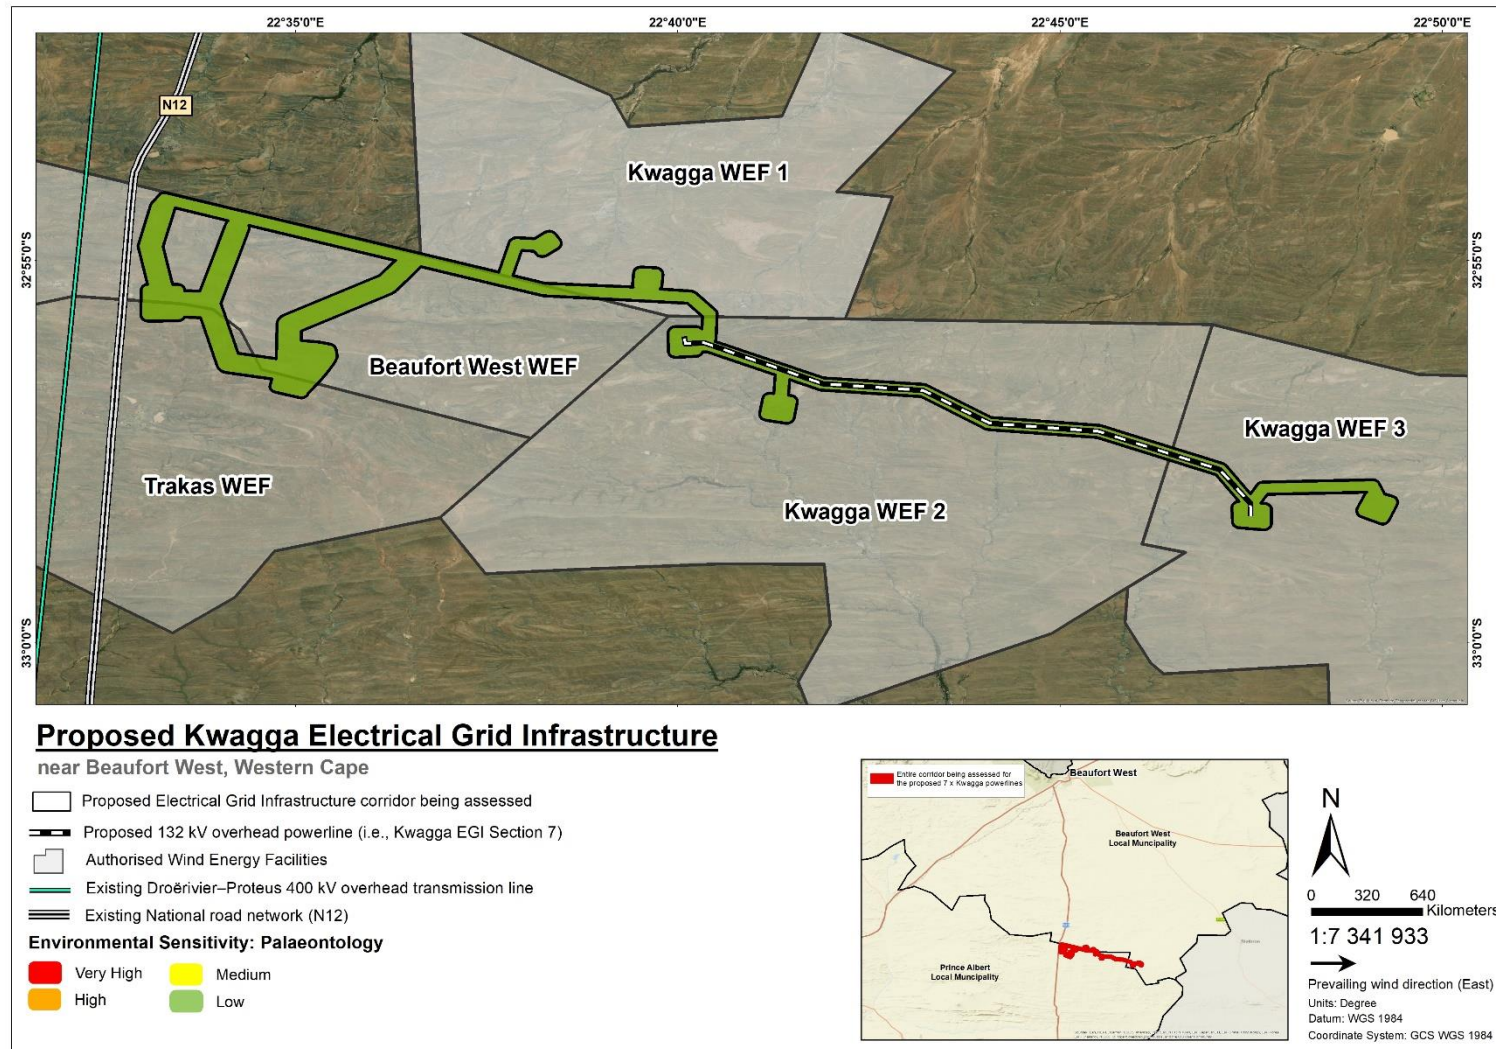 22°35'0"E
22°40'0"E
22°45'0"E
22°50'0"E
N12
Kwagga WEF 1
32°55'0"S
32°55'0"S
Beaufort West WEF
Kwagga WEF 3
Trakas WEF
Kwagga WEF 2
33°0'0"S
33°0'0"S
Proposed Kwagga Electrical Grid Infrastructure
near Beaufort West, Western Cape
Proposed Electrical Grid Infrastructure corridor being assessed
Proposed 132 kV overhead powerline (i.e., Kwagga EGI Section 7)
Authorised Wind Energy Facilities
Existing Droërivier–Proteus 400 kV overhead transmission line
Existing National road network (N12)
Environmental Sensitivity: Palaeontology
Very High
Medium
High
Low
Entire corridor being assessed for
the proposed 7 x Kwagga powerlines
Beaufort West
Beaufort West
Local Muncipality
Prince Albert
Local Muncipality
N
0 320 640
Kilometers
1:7 341 933
Prevailing wind direction (East)
Units: Degree
Datum: WGS 1984
Coordinate System: GCS WGS 1984